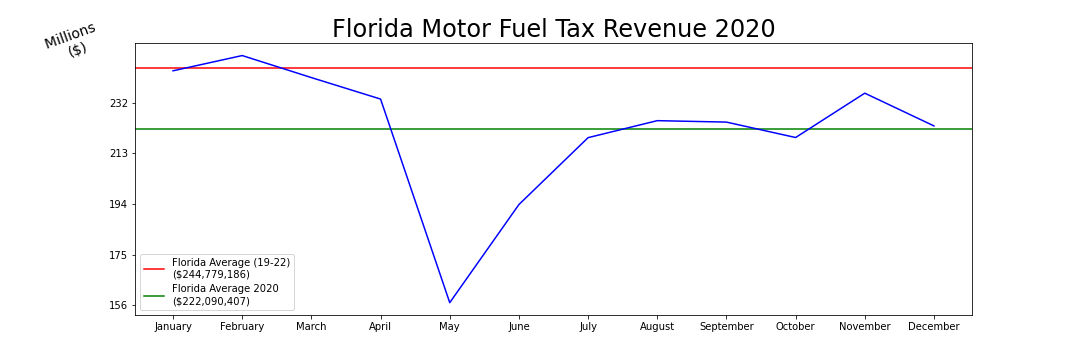 Millions
($)
Florida Motor Fuel Tax Revenue 2020
232
213
194
175
156
Florida Average (19-22)
($244,779,186)
Florida Average 2020
($222,090,407)
January February March April May June July August September October November December